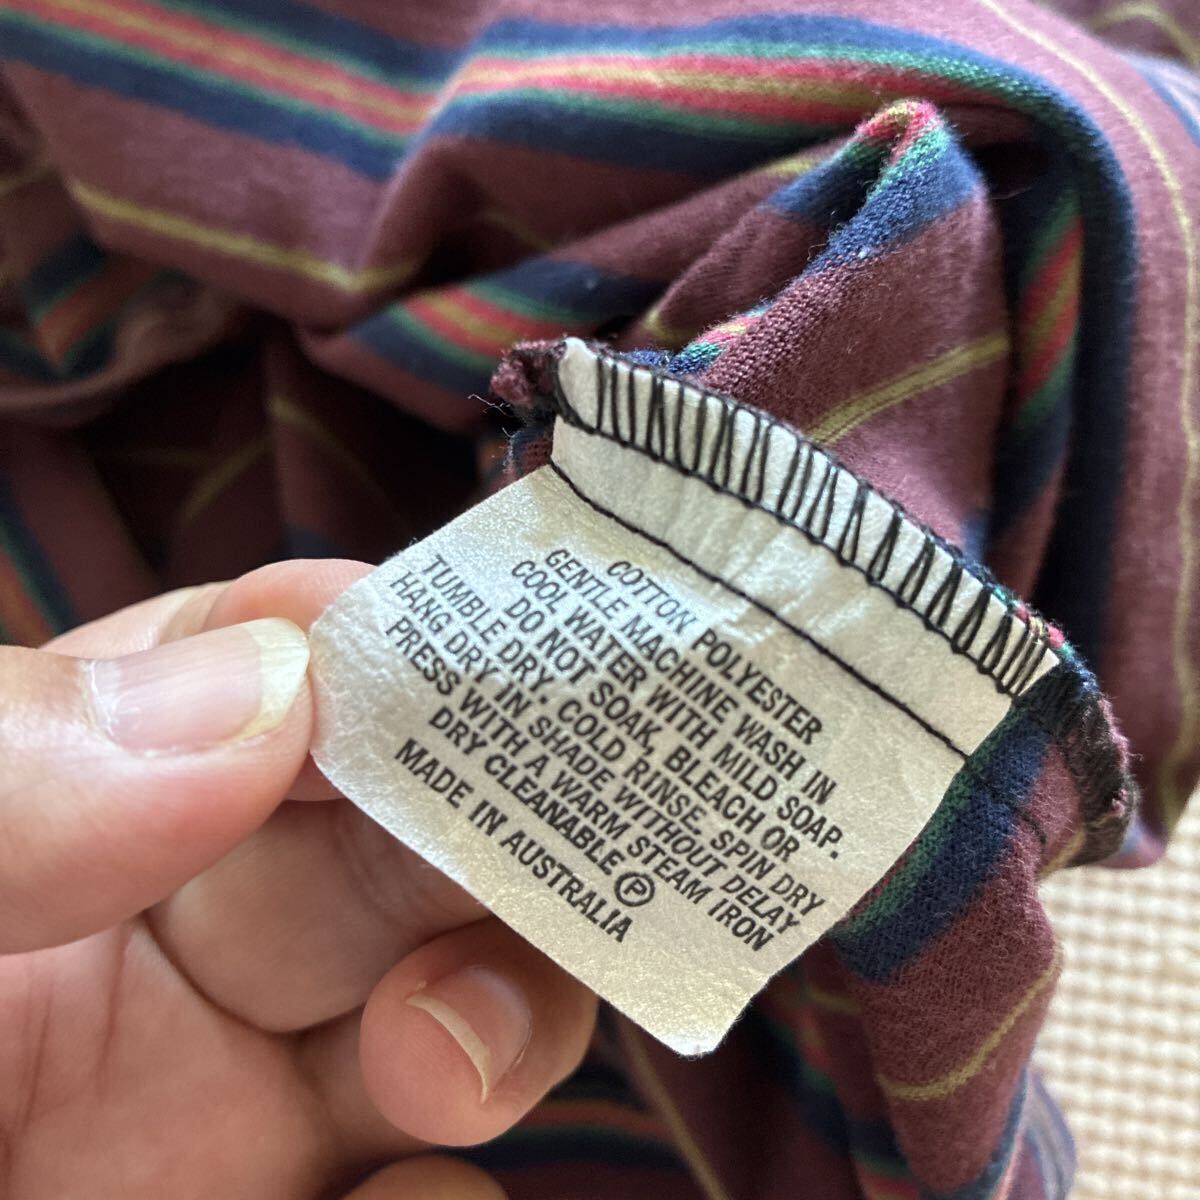 COTTON POLYESTER
GENTLE MACHINE WASH IN
COOL WATER WITH MILD SOAP.
DO NOT SOAK, BLEACH OR
TUMBLE DRY. COLD RINSE. SPIN DRY
HANG DRY IN SHADE WITHOUT DELAY
PRESS WITH A WARM STEAM IRON
DRY CLEANABLE Ⓟ
MADE IN AUSTRALIA